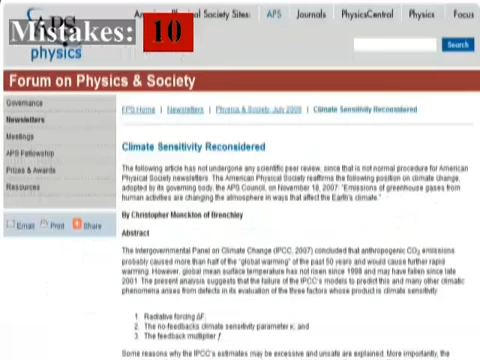 American Physical Society Sites: APS Journals PhysicsCentral Physics Focus
Mistakes: 10
APS
physics
Search
Forum on Physics & Society
Governance
Newsletters
Meetings
APS Fellowship
Prizes & Awards
Resources
Email Print Share
FPS Home | Newsletters | Physics & Society, July 2008 | Climate Sensitivity Reconsidered
Climate Sensitivity Reconsidered
The following article has not undergone any scientific peer review, since that is not normal procedure for American
Physical Society newsletters. The American Physical Society reaffirms the following position on climate change,
adopted by its governing body, the APS Council, on November 18, 2007: "Emissions of greenhouse gases from
human activities are changing the atmosphere in ways that affect the Earth's climate."
By Christopher Monckton of Brenchley
Abstract
The Intergovernmental Panel on Climate Change (IPCC, 2007) concluded that anthropogenic CO2 emissions
probably caused more than half of the "global warming" of the past 50 years and would cause further rapid
warming. However, global mean surface temperature has not risen since 1998 and may have fallen since late
2001. The present analysis suggests that the failure of the IPCC's models to predict this and many other climatic
phenomena arises from defects in its evaluation of the three factors whose product is climate sensitivity:
1. Radiative forcing ΔF;
2. The no-feedbacks climate sensitivity parameter κ; and
3. The feedback multiplier f.
Some reasons why the IPCC's estimates may be excessive and unsafe are explained. More importantly, the